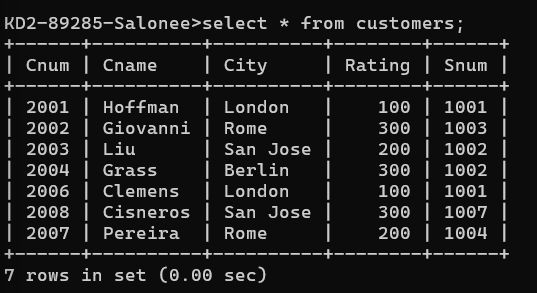 KD2-89285-Salonee>select * from customers;
+------+----------+----------+--------+------+
| Cnum | Cname    | City     | Rating | Snum |
+------+----------+----------+--------+------+
| 2001 | Hoffman  | London   |    100 | 1001 |
| 2002 | Giovanni | Rome     |    300 | 1003 |
| 2003 | Liu      | San Jose |    200 | 1002 |
| 2004 | Grass    | Berlin   |    300 | 1002 |
| 2006 | Clemens  | London   |    100 | 1001 |
| 2008 | Cisneros | San Jose |    300 | 1007 |
| 2007 | Pereira  | Rome     |    200 | 1004 |
+------+----------+----------+--------+------+
7 rows in set (0.00 sec)